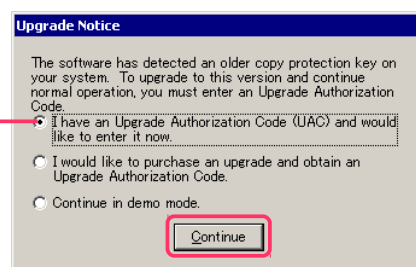 Upgrade Notice
The software has detected an older copy protection key on
your system. To upgrade to this version and continue
normal operation, you must enter an Upgrade Authorization
Code.
I have an Upgrade Authorization Code (UAC) and would
like to enter it now.
I would like to purchase an upgrade and obtain an
Upgrade Authorization Code.
Continue in demo mode.
Continue